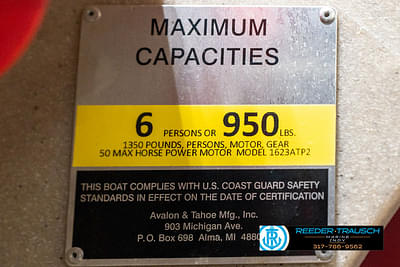 MAXIMUM
CAPACITIES
6 PERSONS OR 950 LBS.
1350 POUNDS, PERSONS, MOTOR, GEAR
50 MAX HORSE POWER MOTOR MODEL 1623ATP2
THIS BOAT COMPLIES WITH U.S. COAST GUARD SAFETY
STANDARDS IN EFFECT ON THE DATE OF CERTIFICATION
Avalon & Tahoe Mfg., Inc.
903 Michigan Ave.
P.O. Box 698 Alma, MI
REEDER-TRAUSCH
MARINE
INDY
317-786-9562